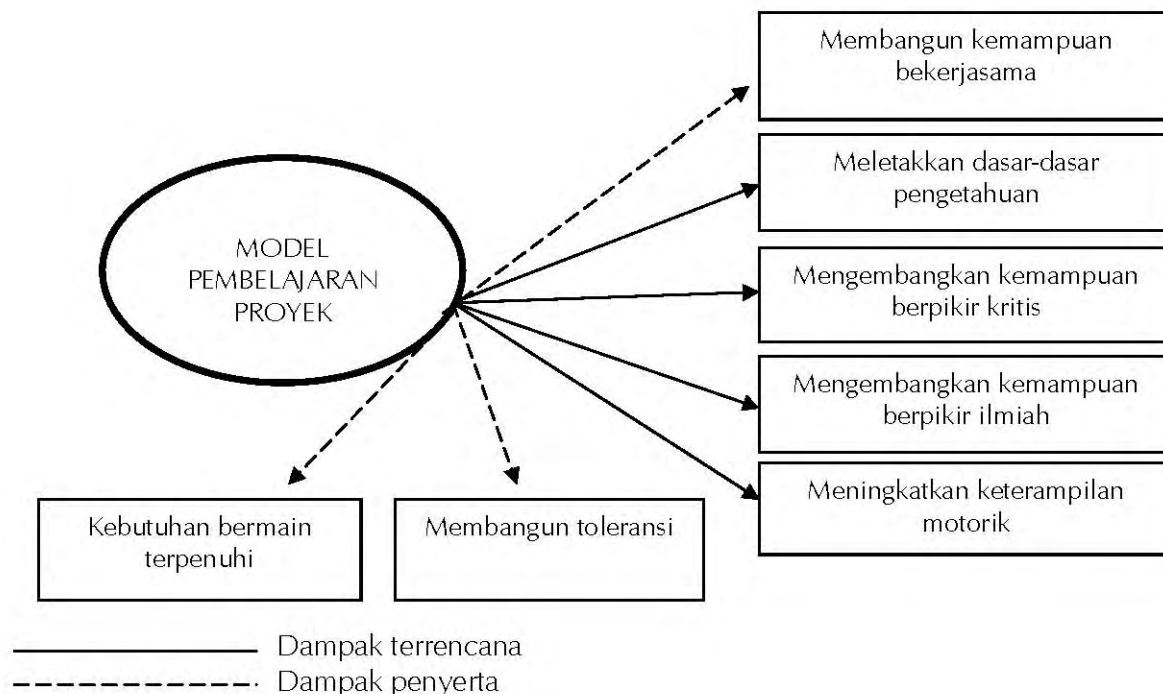 Membangun kemampuan
bekerjasama
Meletakkan dasar-dasar
pengetahuan
MODEL
PEMBELAJARAN
PROYEK
Mengembangkan kemampuan
berpikir kritis
Mengembangkan kemampuan
berpikir ilmiah
Meningkatkan keterampilan
motorik
Kebutuhan bermain
terpenuhi
Membangun toleransi
Dampak terrencana
Dampak penyerta